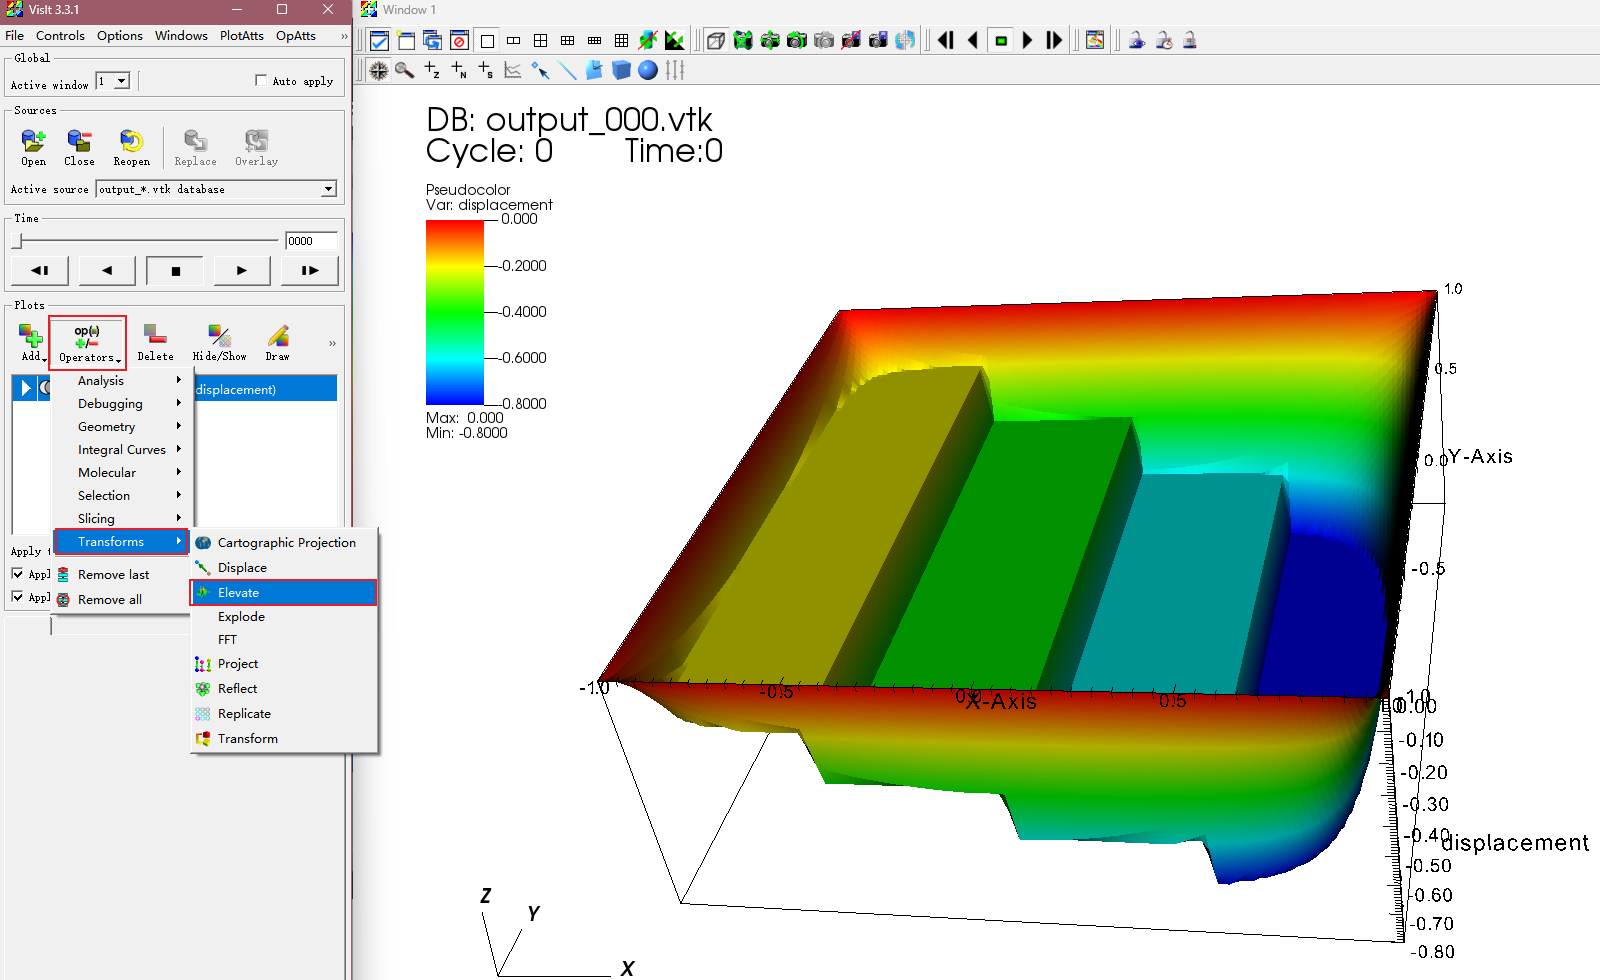 VisIt 3.3.1
File Controls Options Windows PlotAtts OpAtts »
Global
Active window 1
Auto apply
Sources
Open Close Reopen Replace Overlay
Active source output_*.vtk database
Time
0000
Plots
op(=)
+/-
Add Operators Delete Hide/Show Draw »
displacement)
Analysis
Debugging
Geometry
Integral Curves
Molecular
Selection
Slicing
Transforms
Remove last
Remove all
Apply t
Appl
Appl
Cartographic Projection
Displace
Elevate
Explode
FFT
Project
Reflect
Replicate
Transform
Window 1
Z N S
DB: output_000.vtk
Cycle: 0 Time:0
Pseudocolor
Var: displacement
0.000
-0.2000
-0.4000
-0.6000
-0.8000
Max: 0.000
Min: -0.8000
1.0
0.5
0.0
Y-Axis
-0.5
-1.0
-1.0
-0.5
0.0
X-Axis
0.5
0.00
-0.10
-0.20
-0.30
-0.40
displacement
-0.50
-0.60
-0.70
-0.80
Z
Y
X